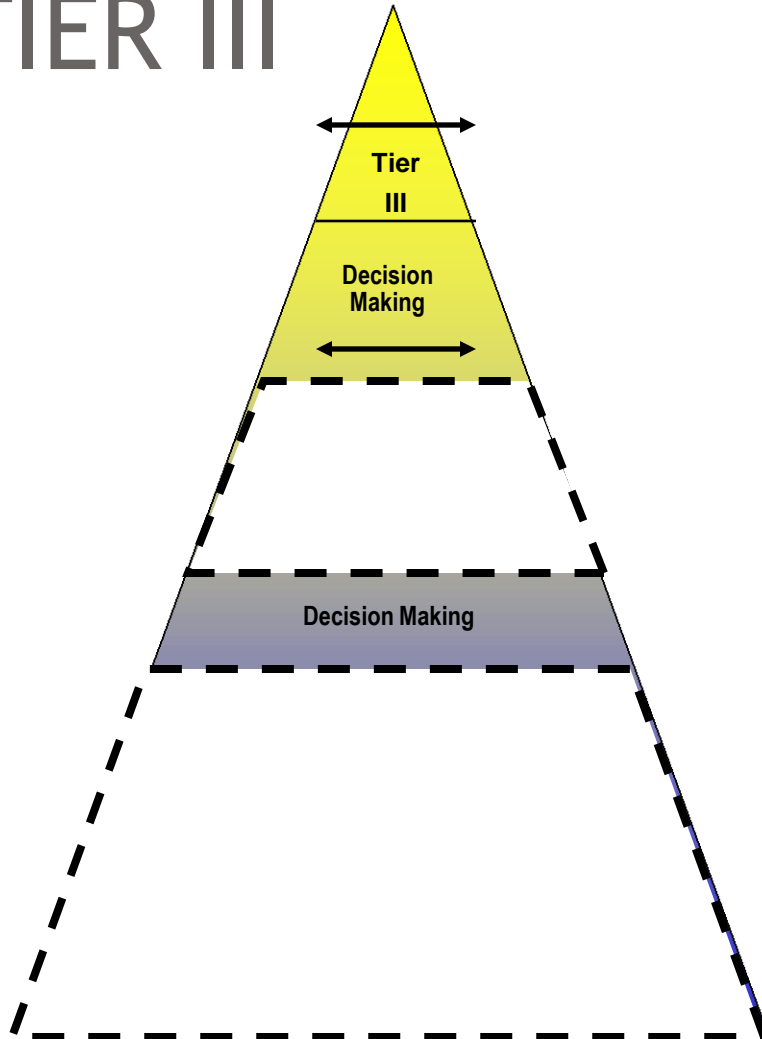 TIER III
Tier
III
Decision
Making
Decision Making